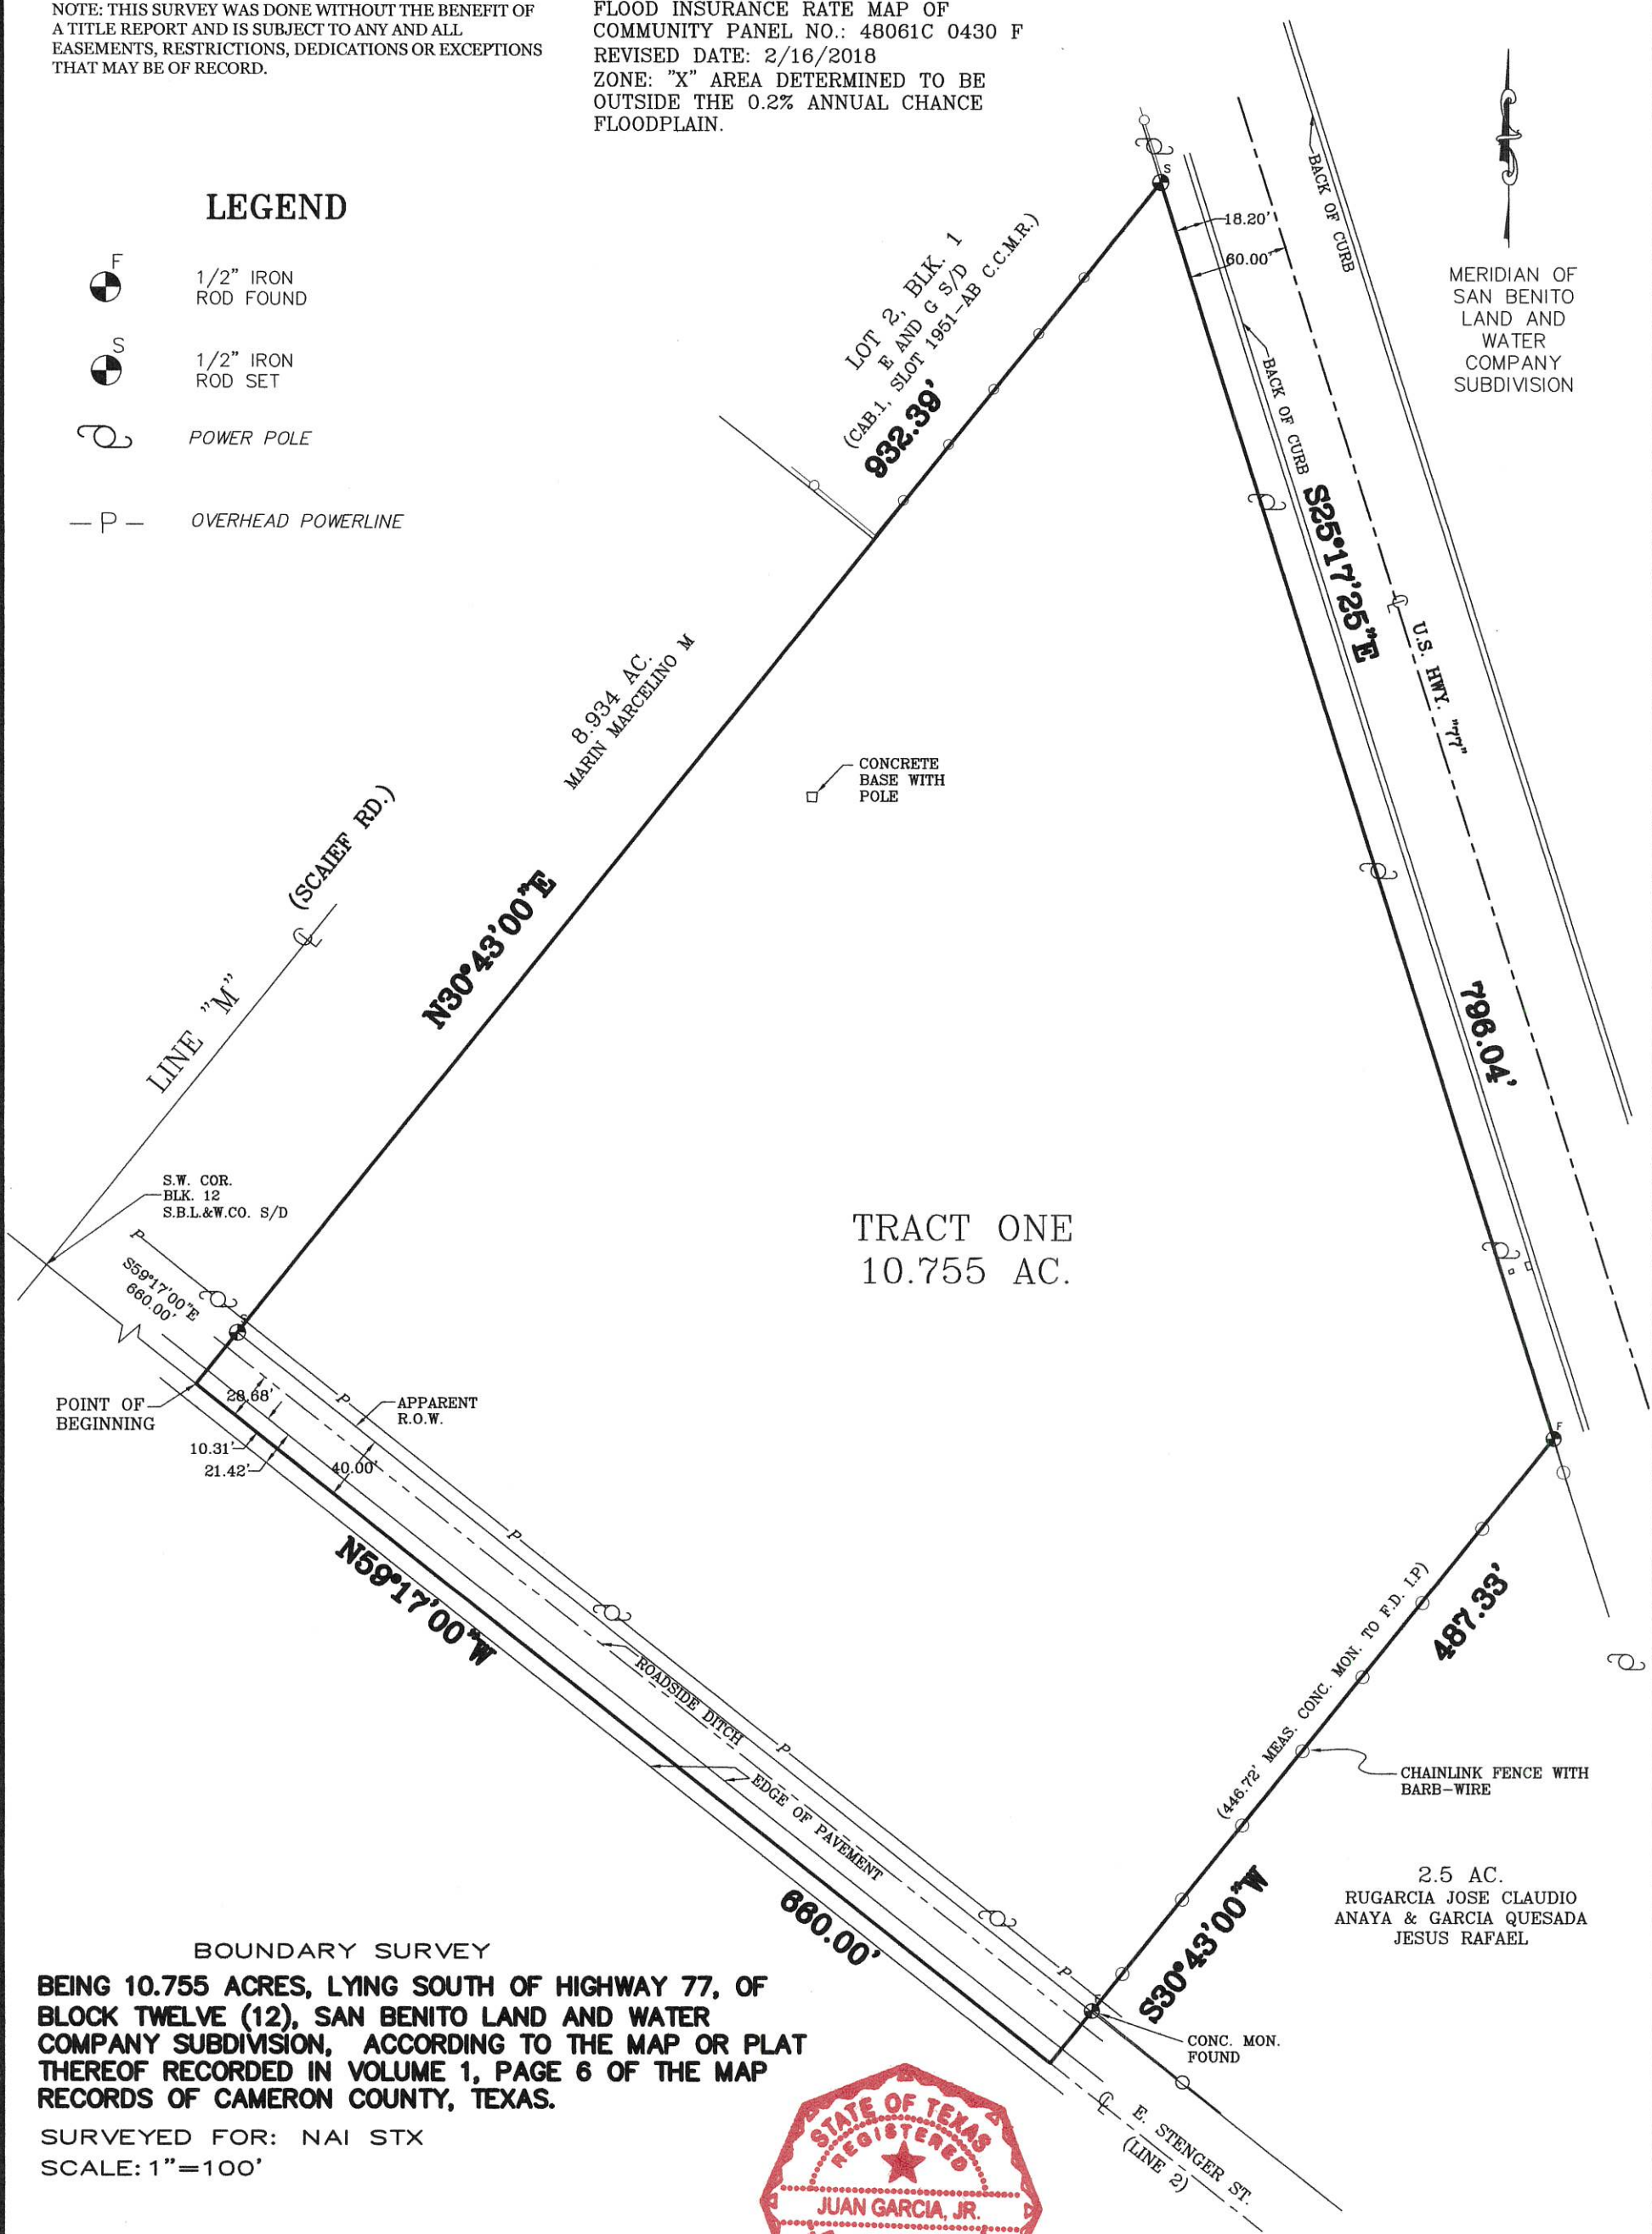 NOTE: THIS SURVEY WAS DONE WITHOUT THE BENEFIT OF
A TITLE REPORT AND IS SUBJECT TO ANY AND ALL
EASEMENTS, RESTRICTIONS, DEDICATIONS OR EXCEPTIONS
THAT MAY BE OF RECORD.
FLOOD INSURANCE RATE MAP OF
COMMUNITY PANEL NO.: 48061C 0430 F
REVISED DATE: 2/16/2018
ZONE: "X" AREA DETERMINED TO BE
OUTSIDE THE 0.2% ANNUAL CHANCE
FLOODPLAIN.
LEGEND
F
1/2" IRON
ROD FOUND
S
1/2" IRON
ROD SET
POWER POLE
— P —
OVERHEAD POWERLINE
MERIDIAN OF
SAN BENITO
LAND AND
WATER
COMPANY
SUBDIVISION
S
18.20'
60.00'
BACK OF CURB
BACK OF CURB
LOT 2, BLK. 1
E AND G S/D
(CAB.1, SLOT 1951-AB C.C.M.R.)
932.39'
S25°17'25"E
U.S. HWY. "77"
8.934 AC.
MARIN MARCELINO M
CONCRETE
BASE WITH
POLE
(SCAIEF RD.)
N30°43'00"E
LINE "M"
796.04'
S.W. COR.
BLK. 12
S.B.L.&W.CO. S/D
TRACT ONE
10.755 AC.
P
S59°17'00"E
660.00'
S
POINT OF
BEGINNING
28.68'
P
APPARENT
R.O.W.
10.31'
21.42'
40.00'
F
P
N59°17'00"W
487.33'
(446.72' MEAS. CONC. MON. TO F.D. I.P)
ROADSIDE DITCH
P
EDGE OF PAVEMENT
CHAINLINK FENCE WITH
BARB-WIRE
660.00'
2.5 AC.
RUGARCIA JOSE CLAUDIO
ANAYA & GARCIA QUESADA
JESUS RAFAEL
P
S30°43'00"W
F
CONC. MON.
FOUND
E. STENGER ST.
(LINE 2)
BOUNDARY SURVEY
BEING 10.755 ACRES, LYING SOUTH OF HIGHWAY 77, OF
BLOCK TWELVE (12), SAN BENITO LAND AND WATER
COMPANY SUBDIVISION, ACCORDING TO THE MAP OR PLAT
THEREOF RECORDED IN VOLUME 1, PAGE 6 OF THE MAP
RECORDS OF CAMERON COUNTY, TEXAS.
SURVEYED FOR: NAI STX
SCALE: 1"=100'
STATE OF TEXAS
REGISTERED
JUAN GARCIA, JR.